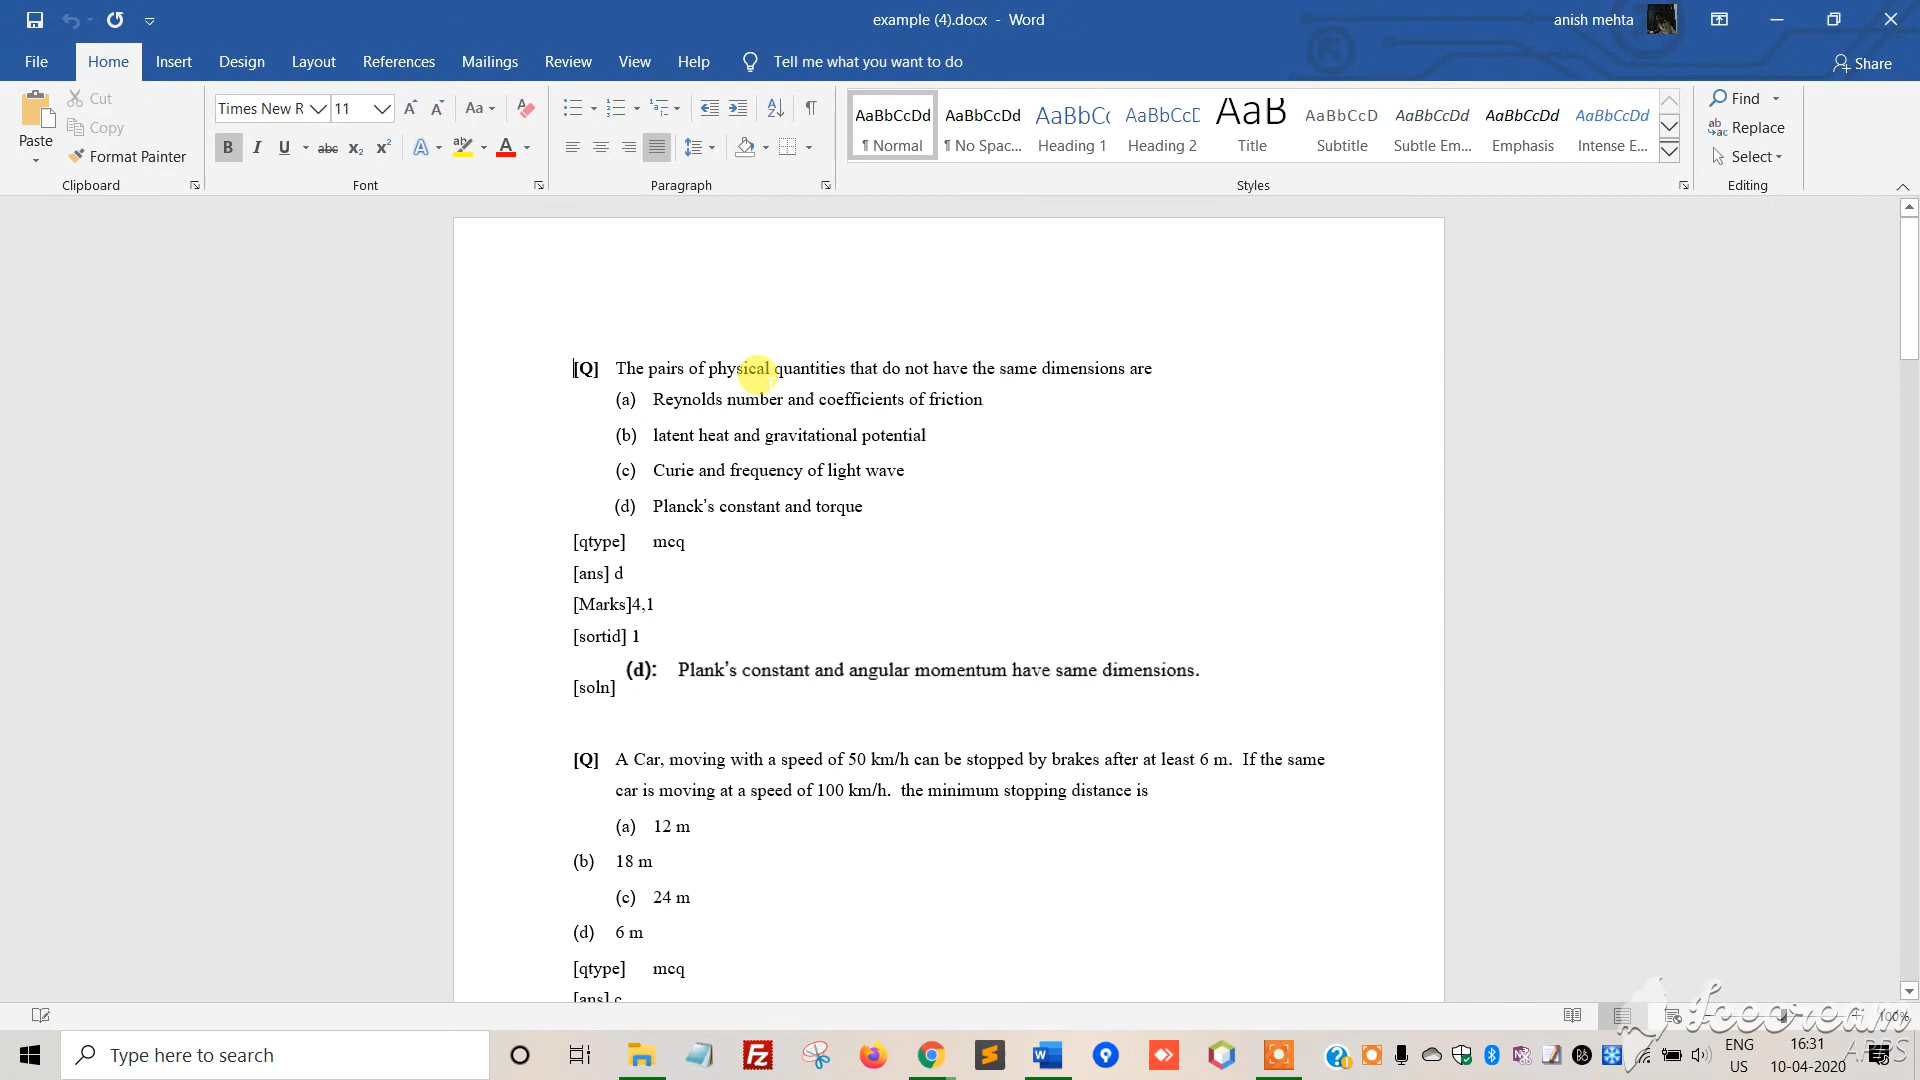 example (4).docx - Word
anish mehta
File Home Insert Design Layout References Mailings Review View Help Tell me what you want to do
Share
Paste
Cut
Copy
Format Painter
Clipboard
Times New R 11
Font
Paragraph
AaBbCcDd AaBbCcDd AaBbCc AaBbCcD AaB AaBbCcD AaBbCcDd AaBbCcDd AaBbCcDd
¶ Normal ¶ No Spac... Heading 1 Heading 2 Title Subtitle Subtle Em... Emphasis Intense E...
Styles
Find
Replace
Select
Editing
[Q] The pairs of physical quantities that do not have the same dimensions are
(a) Reynolds number and coefficients of friction
(b) latent heat and gravitational potential
(c) Curie and frequency of light wave
(d) Planck's constant and torque
[qtype] mcq
[ans] d
[Marks]4,1
[sortid] 1
(d): Plank's constant and angular momentum have same dimensions.
[soln]
[Q] A Car, moving with a speed of 50 km/h can be stopped by brakes after at least 6 m. If the same
car is moving at a speed of 100 km/h. the minimum stopping distance is
(a) 12 m
(b) 18 m
(c) 24 m
(d) 6 m
[qtype] mcq
[ans] c
100%
Icecream
APPS
Type here to search
ENG
16:31
10-04-2020